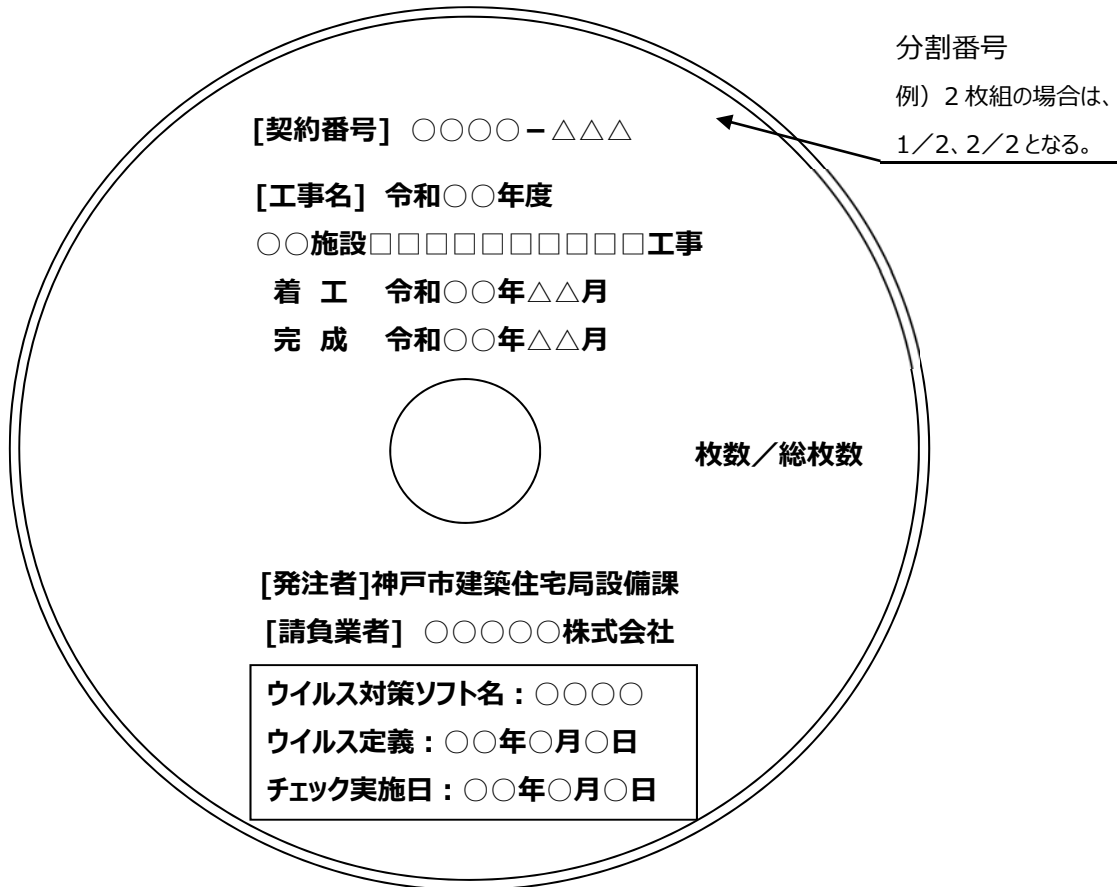 分割番号
例）2枚組の場合は、
1／2、2／2となる。
[契約番号] ○○○○－△△△
[工事名] 令和○○年度
○○施設□□□□□□□□□□工事
着 工 令和○○年△△月
完 成 令和○○年△△月
枚数／総枚数
[発注者]神戸市建築住宅局設備課
[請負業者] ○○○○○株式会社
ウイルス対策ソフト名：○○○○
ウイルス定義：○○年○月○日
チェック実施日：○○年○月○日